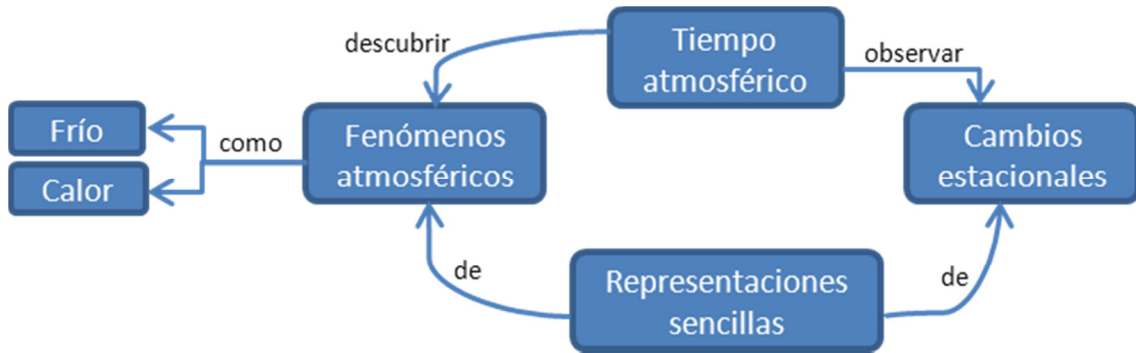 descubrir
Tiempo
atmosférico
observar
Frío
Calor
como
Fenómenos
atmosféricos
Cambios
estacionales
de
Representaciones
sencillas
de